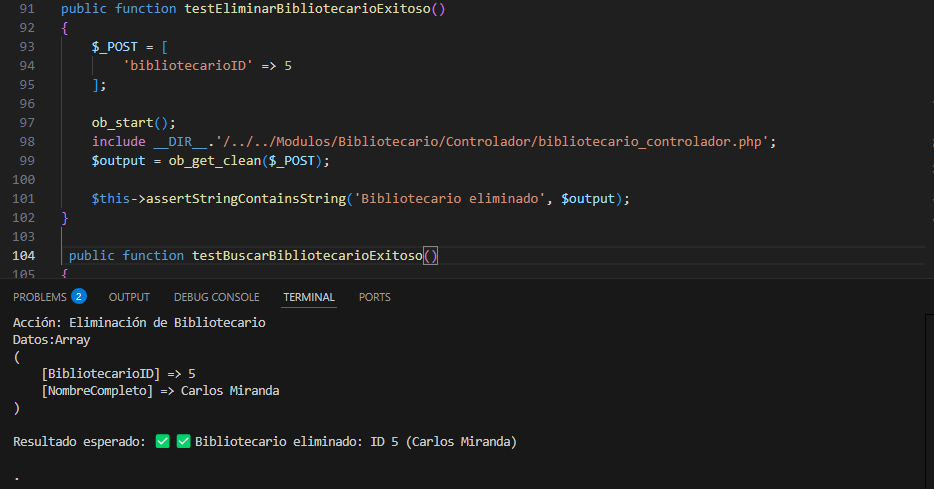 91 public function testEliminarBibliotecarioExitoso()
92 {
93 $_POST = [
94 'bibliotecarioID' => 5
95 ];
96
97 ob_start();
98 include __DIR__.'/../../Modulos/Bibliotecario/Controlador/bibliotecario_controlador.php';
99 $output = ob_get_clean($_POST);
100
101 $this->assertStringContainsString('Bibliotecario eliminado', $output);
102 }
103
104 public function testBuscarBibliotecarioExitoso()
105 {
PROBLEMS 2 OUTPUT DEBUG CONSOLE TERMINAL PORTS
Acción: Eliminación de Bibliotecario
Datos:Array
(
[BibliotecarioID] => 5
[NombreCompleto] => Carlos Miranda
)
Resultado esperado: ✅ ✅ Bibliotecario eliminado: ID 5 (Carlos Miranda)
.